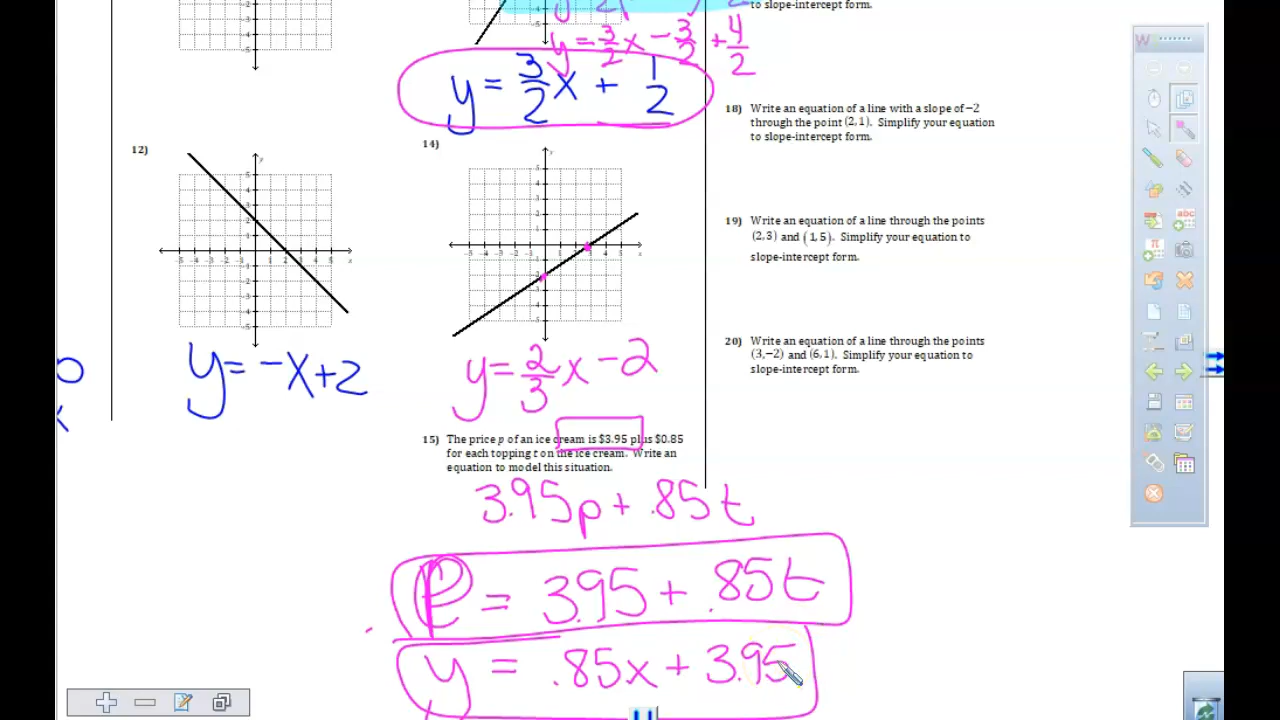 to slope-intercept form.
y = 3/2 x - 3/2 + 4/2
y = 3/2 x + 1/2
12)
y = -x+2
14)
y = 2/3 x - 2
15) The price p of an ice cream is $3.95 plus $0.85
for each topping t on the ice cream. Write an
equation to model this situation.
3.95p + .85t
P = 3.95 + .85t
y = .85x + 3.95
18) Write an equation of a line with a slope of −2
through the point (2,1). Simplify your equation
to slope-intercept form.
19) Write an equation of a line through the points
(2,3) and (1,5). Simplify your equation to
slope-intercept form.
20) Write an equation of a line through the points
(3,−2) and (6,1). Simplify your equation to
slope-intercept form.